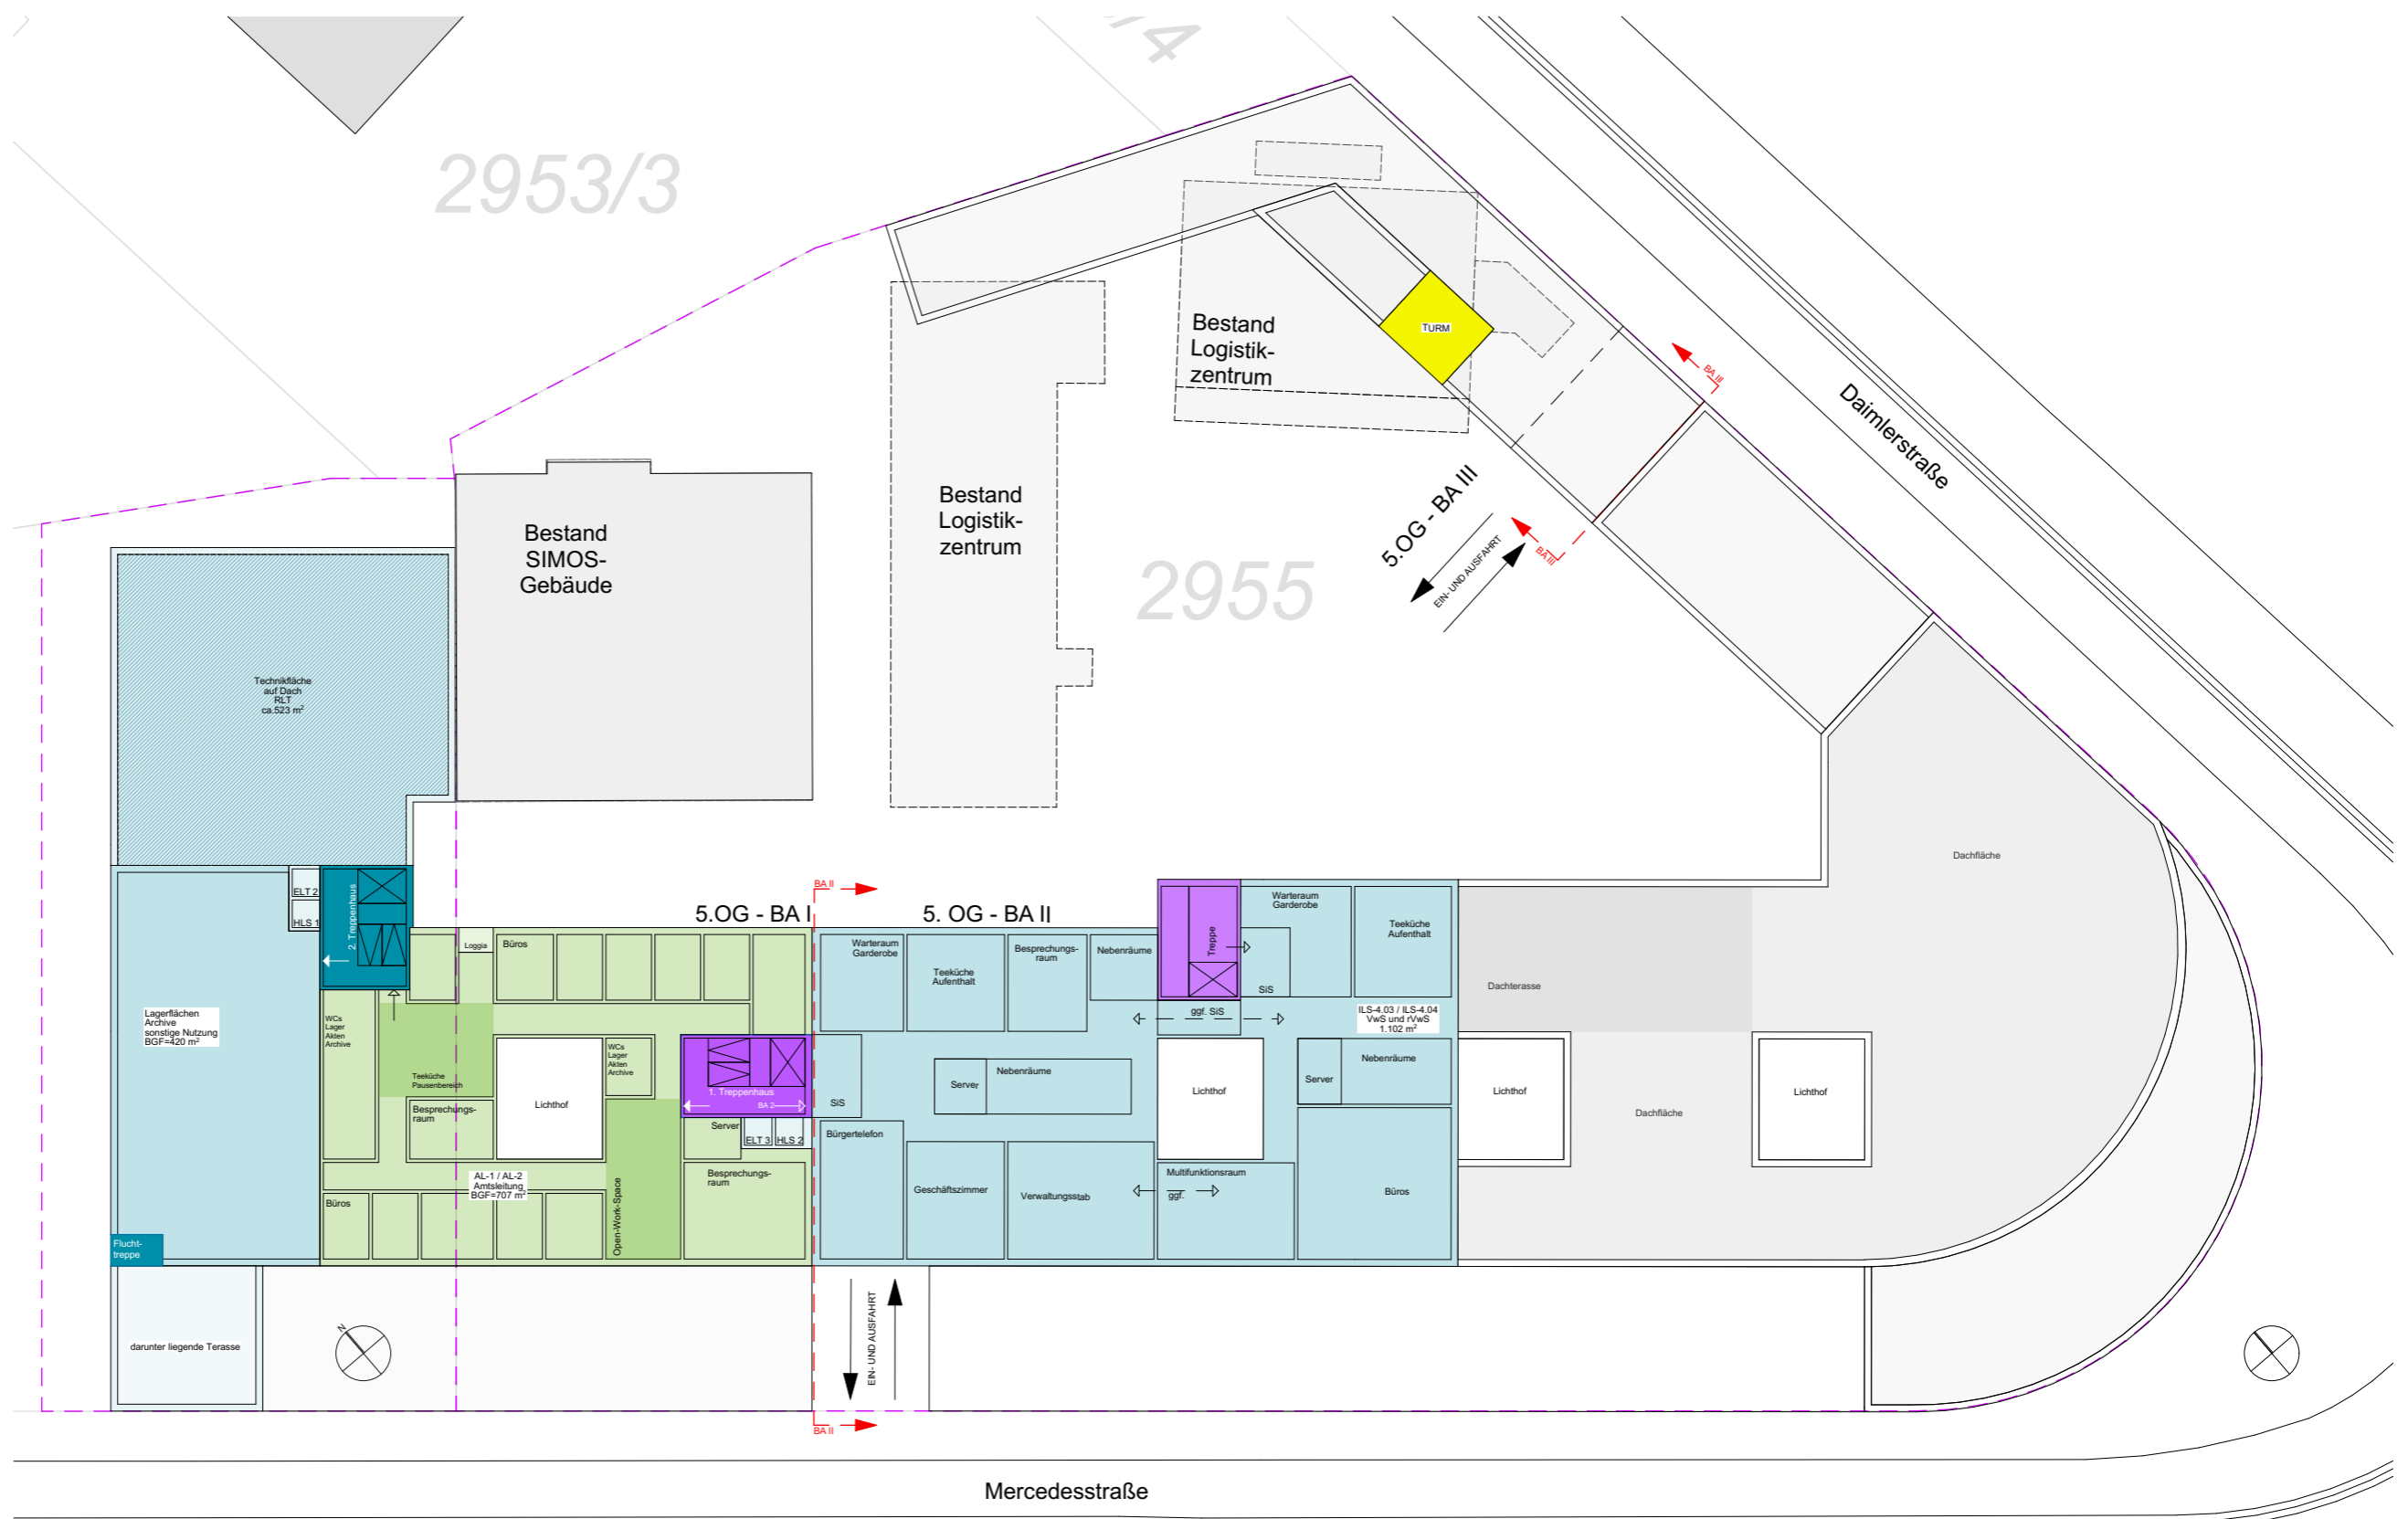 /4
2953/3
Bestand
Logistik-
zentrum
TURM
BA III
Daimlerstraße
Bestand
Logistik-
zentrum
Bestand
SIMOS-
Gebäude
5.OG - BA III
EIN- UND AUSFAHRT
BA III
2955
Technikfläche
auf Dach
RLT
ca.523 m²
Dachfläche
ELT 2
HLS 1
2. Treppenhaus
5.OG - BA I
BA II
5. OG - BA II
Loggia
Büros
Warteraum
Garderobe
Teeküche
Aufenthalt
Besprechungs-
raum
Nebenräume
Treppe
Warteraum
Garderobe
Teeküche
Aufenthalt
SiS
Dachterasse
Lagerflächen
Archive
sonstige Nutzung
BGF=420 m²
WCs
Lager
Akten
Archive
ggf. SiS
ILS-4.03 / ILS-4.04
VwS und rVwS
1.102 m²
Teeküche
Pausenbereich
WCs
Lager
Akten
Archive
Lichthof
1. Treppenhaus
BA 2
SiS
Server
Nebenräume
Lichthof
Server
Nebenräume
Lichthof
Dachfläche
Lichthof
Besprechungs-
raum
Server
ELT 3
HLS 2
Bürgertelefon
AL-1 / AL-2
Amtsleitung
BGF=707 m²
Büros
Open-Work-Space
Besprechungs-
raum
Geschäftszimmer
Verwaltungsstab
Multifunktionsraum
ggf.
Büros
Flucht-
treppe
darunter liegende Terasse
N
EIN- UND AUSFAHRT
BA II
Mercedesstraße